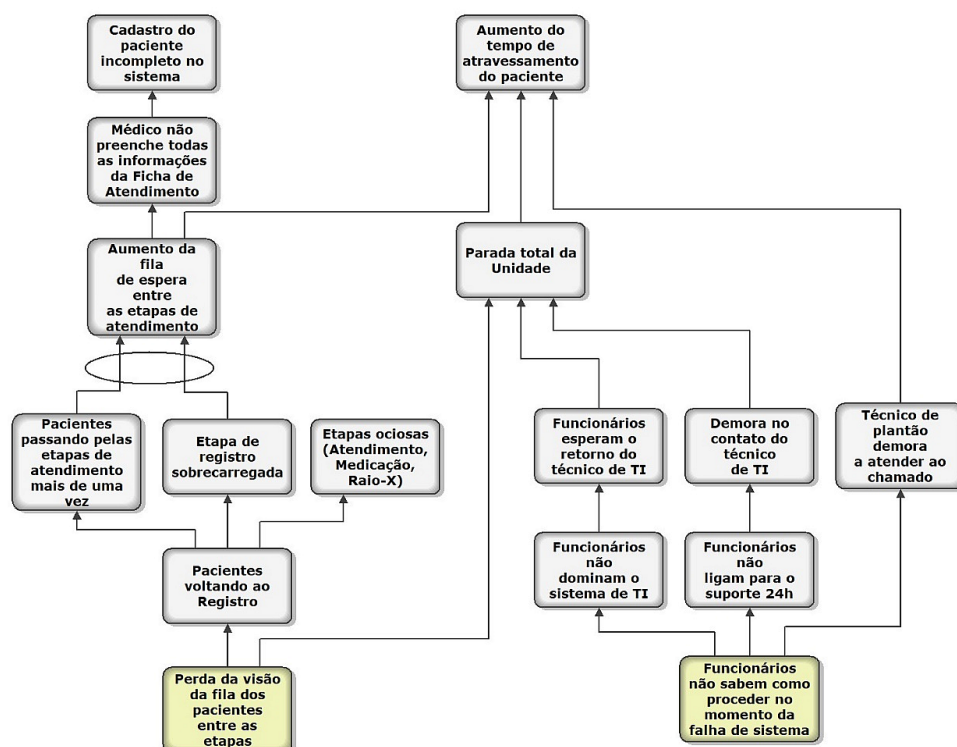 Cadastro do
paciente
incompleto no
sistema
Aumento do
tempo de
atravessamento
do paciente
Médico não
preenche todas
as informações
da Ficha de
Atendimento
Aumento da
fila
de espera
entre
as etapas de
atendimento
Parada total da
Unidade
Pacientes
passando pelas
etapas de
atendimento
mais de uma
vez
Etapa de
registro
sobrecarregada
Etapas ociosas
(Atendimento,
Medicação,
Raio-X)
Funcionários
esperam o
retorno do
técnico de TI
Demora no
contato do
técnico
de TI
Técnico de
plantão
demora
a atender ao
chamado
Pacientes
voltando ao
Registro
Funcionários
não
dominam o
sistema de TI
Funcionários
não
ligam para o
suporte 24h
Perda da visão
da fila dos
pacientes
entre as
etapas
Funcionários
não sabem como
proceder no
momento da
falha de sistema